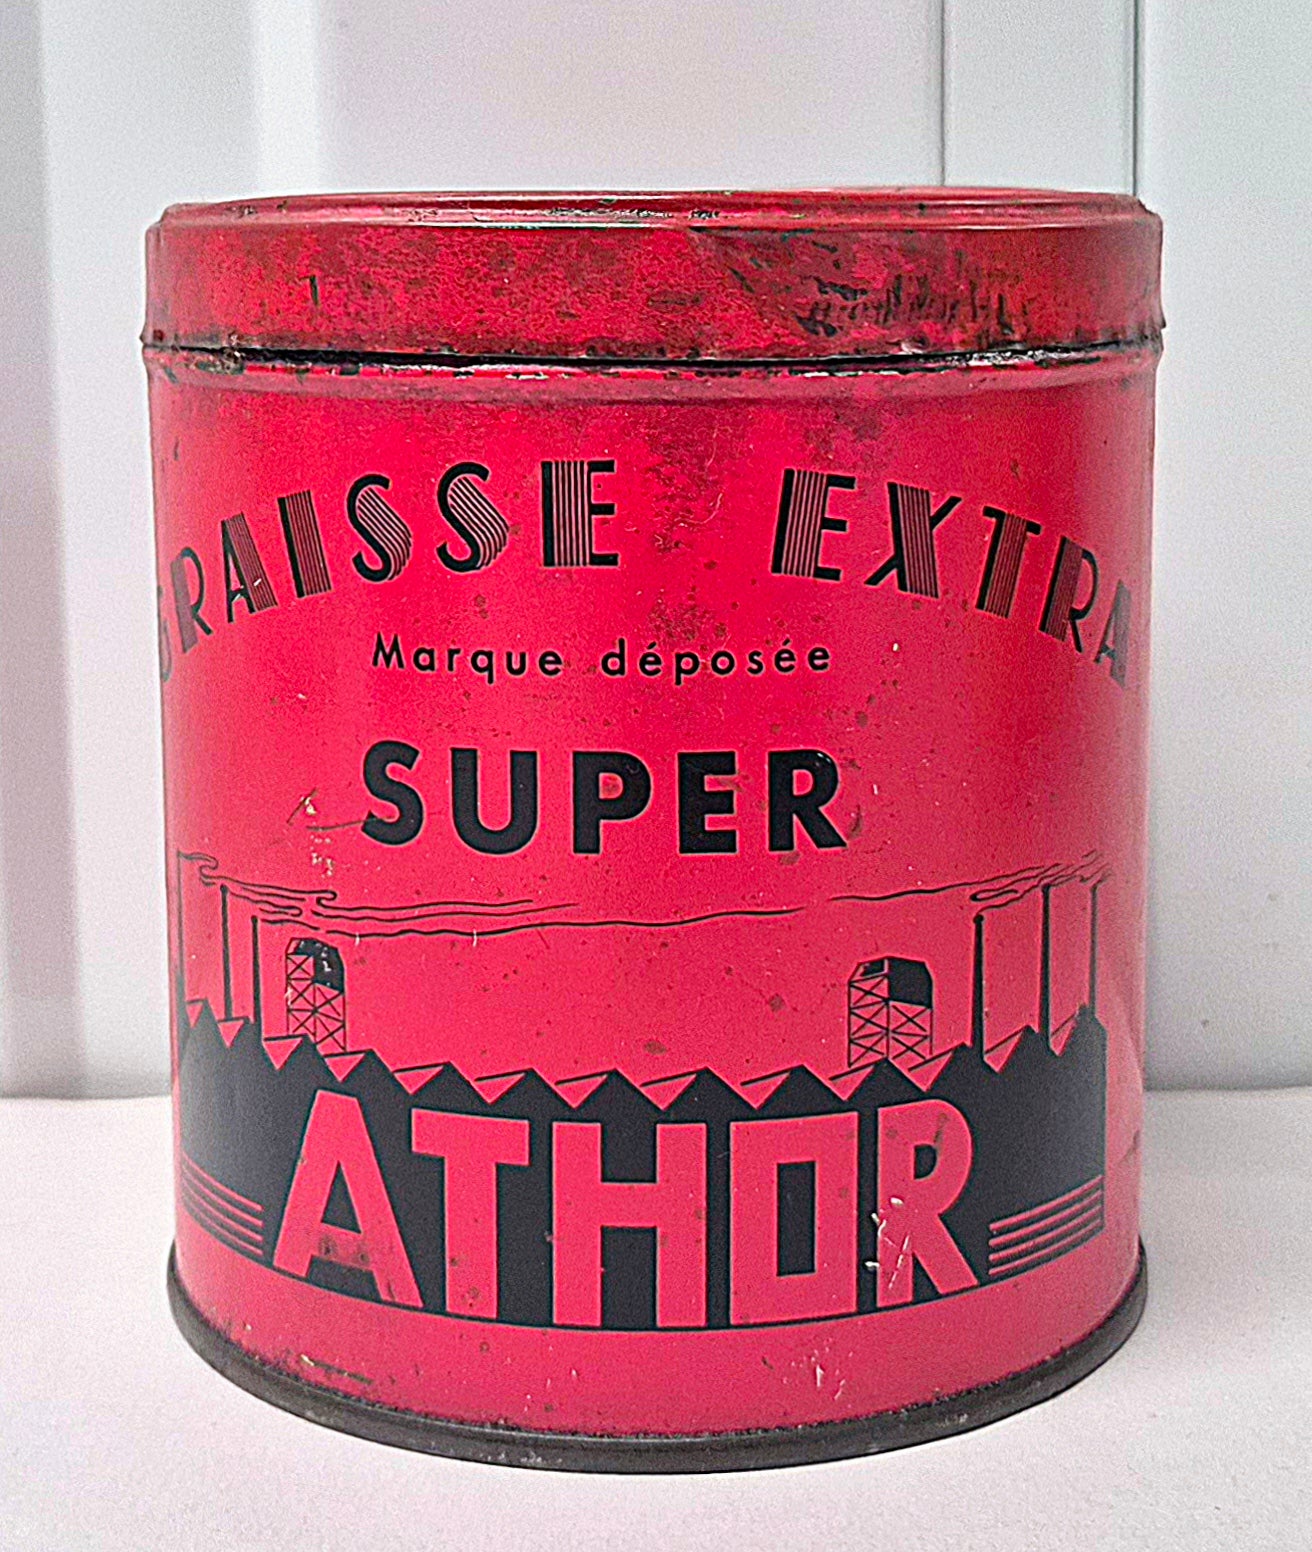 GRAISSE EXTRA
Marque déposée
SUPER
ATHOR